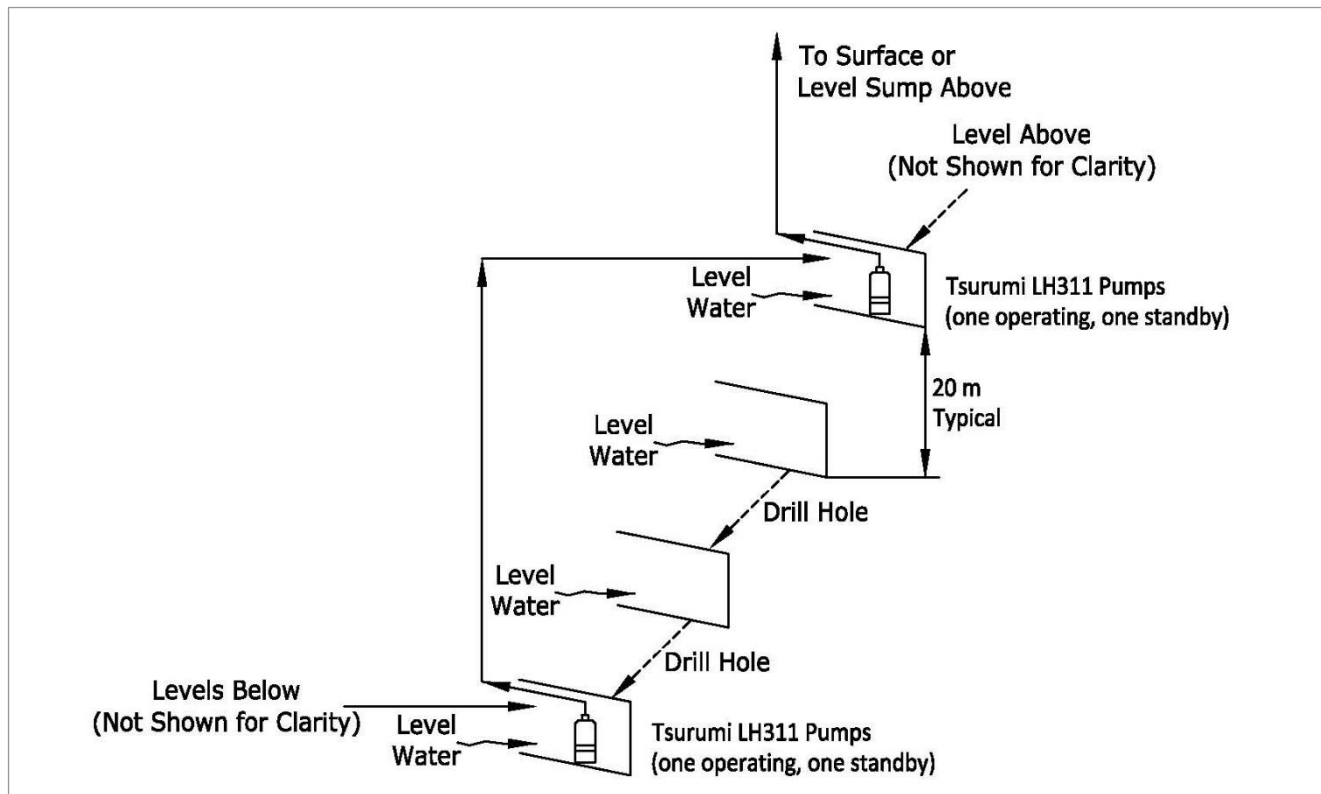 To Surface or
Level Sump Above
Level Above
(Not Shown for Clarity)
Level
Water
Tsurumi LH311 Pumps
(one operating, one standby)
20 m
Typical
Level
Water
Drill Hole
Level
Water
Drill Hole
Levels Below
(Not Shown for Clarity)
Level
Water
Tsurumi LH311 Pumps
(one operating, one standby)